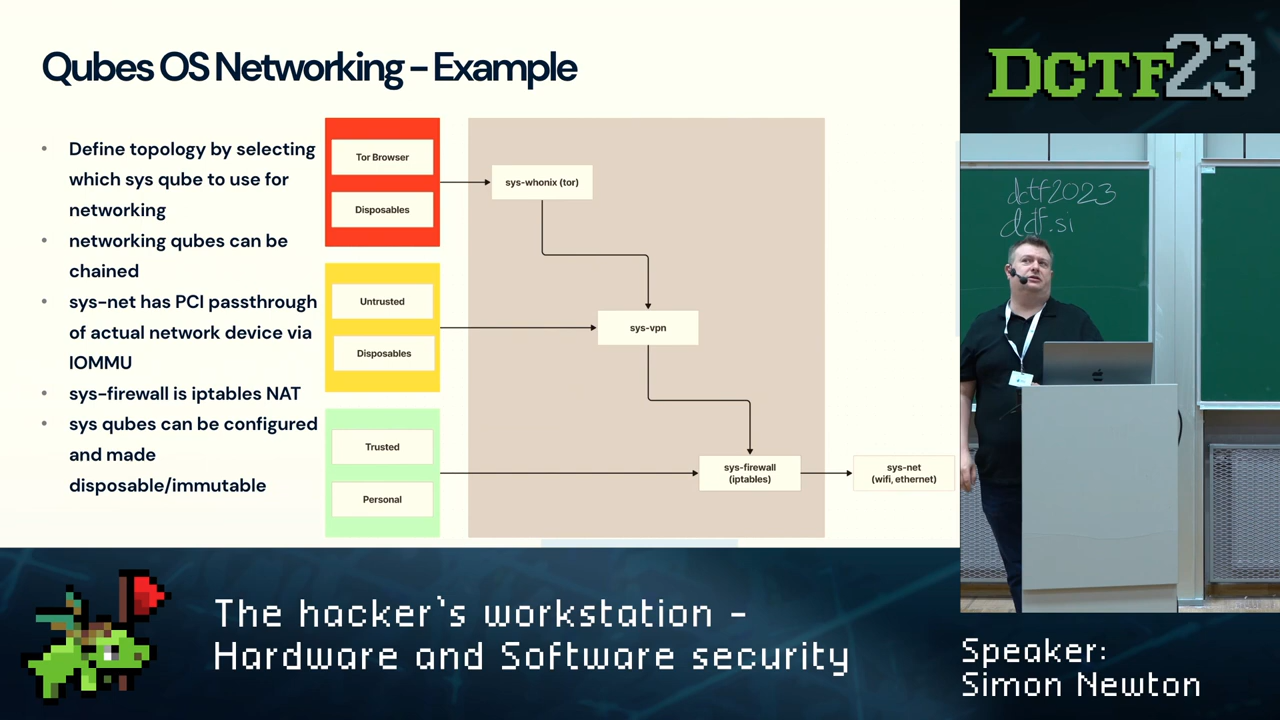 Qubes OS Networking – Example
Define topology by selecting
which sys qube to use for
networking
networking qubes can be
chained
sys-net has PCI passthrough
of actual network device via
IOMMU
sys-firewall is iptables NAT
sys qubes can be configured
and made
disposable/immutable
Tor Browser
Disposables
Untrusted
Disposables
Trusted
Personal
sys-whonix (tor)
sys-vpn
sys-firewall
(iptables)
sys-net
(wifi, ethernet)
DCTF23
dctf2023
dctf.si
The hacker`s workstation -
Hardware and Software security
Speaker:
Simon Newton